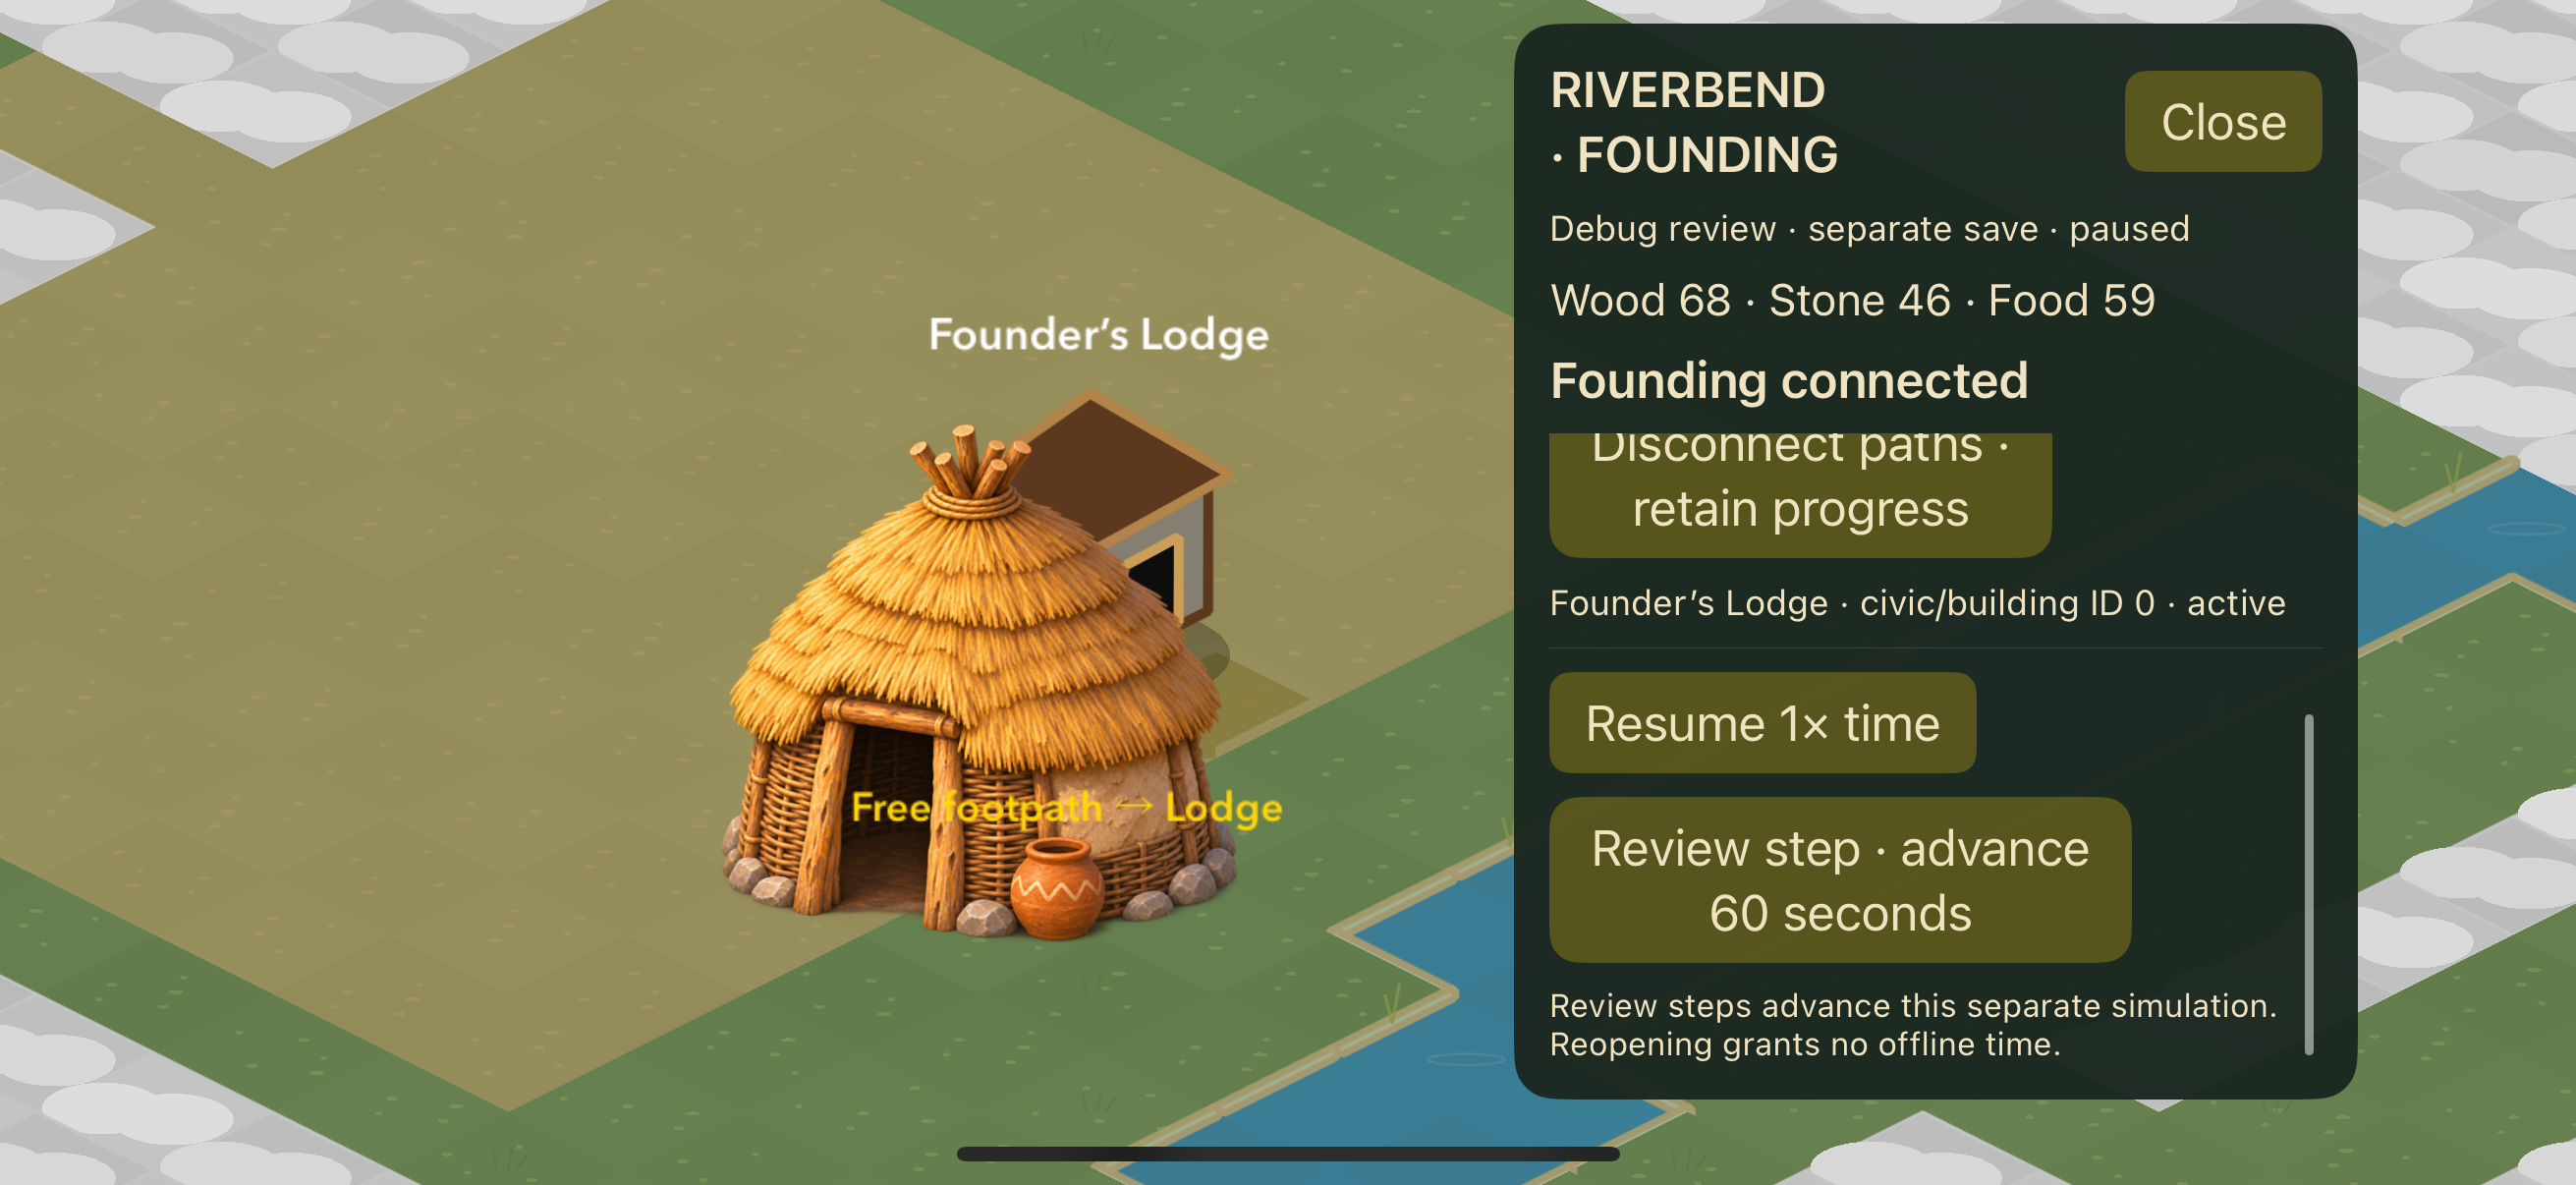 Founder’s Lodge
Free footpath → Lodge
RIVERBEND
· FOUNDING
Close
Debug review · separate save · paused
Wood 68 · Stone 46 · Food 59
Founding connected
Disconnect paths ·
retain progress
Founder’s Lodge · civic/building ID 0 · active
Resume 1× time
Review step · advance
60 seconds
Review steps advance this separate simulation.
Reopening grants no offline time.